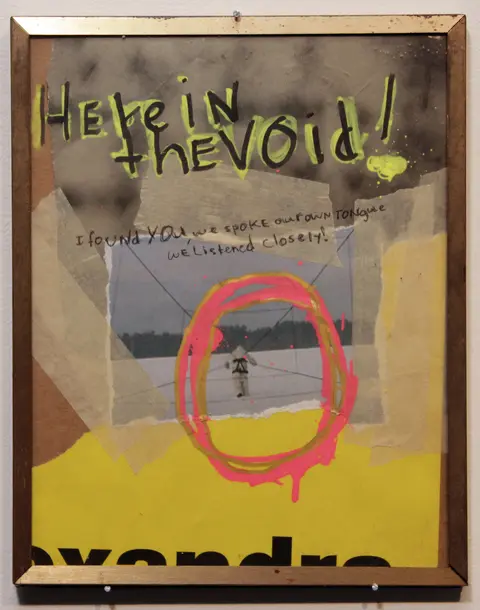 Here in
the Void!
I foUNd YOU, we spoke our own TONgue
WE Listened closely!
exandra